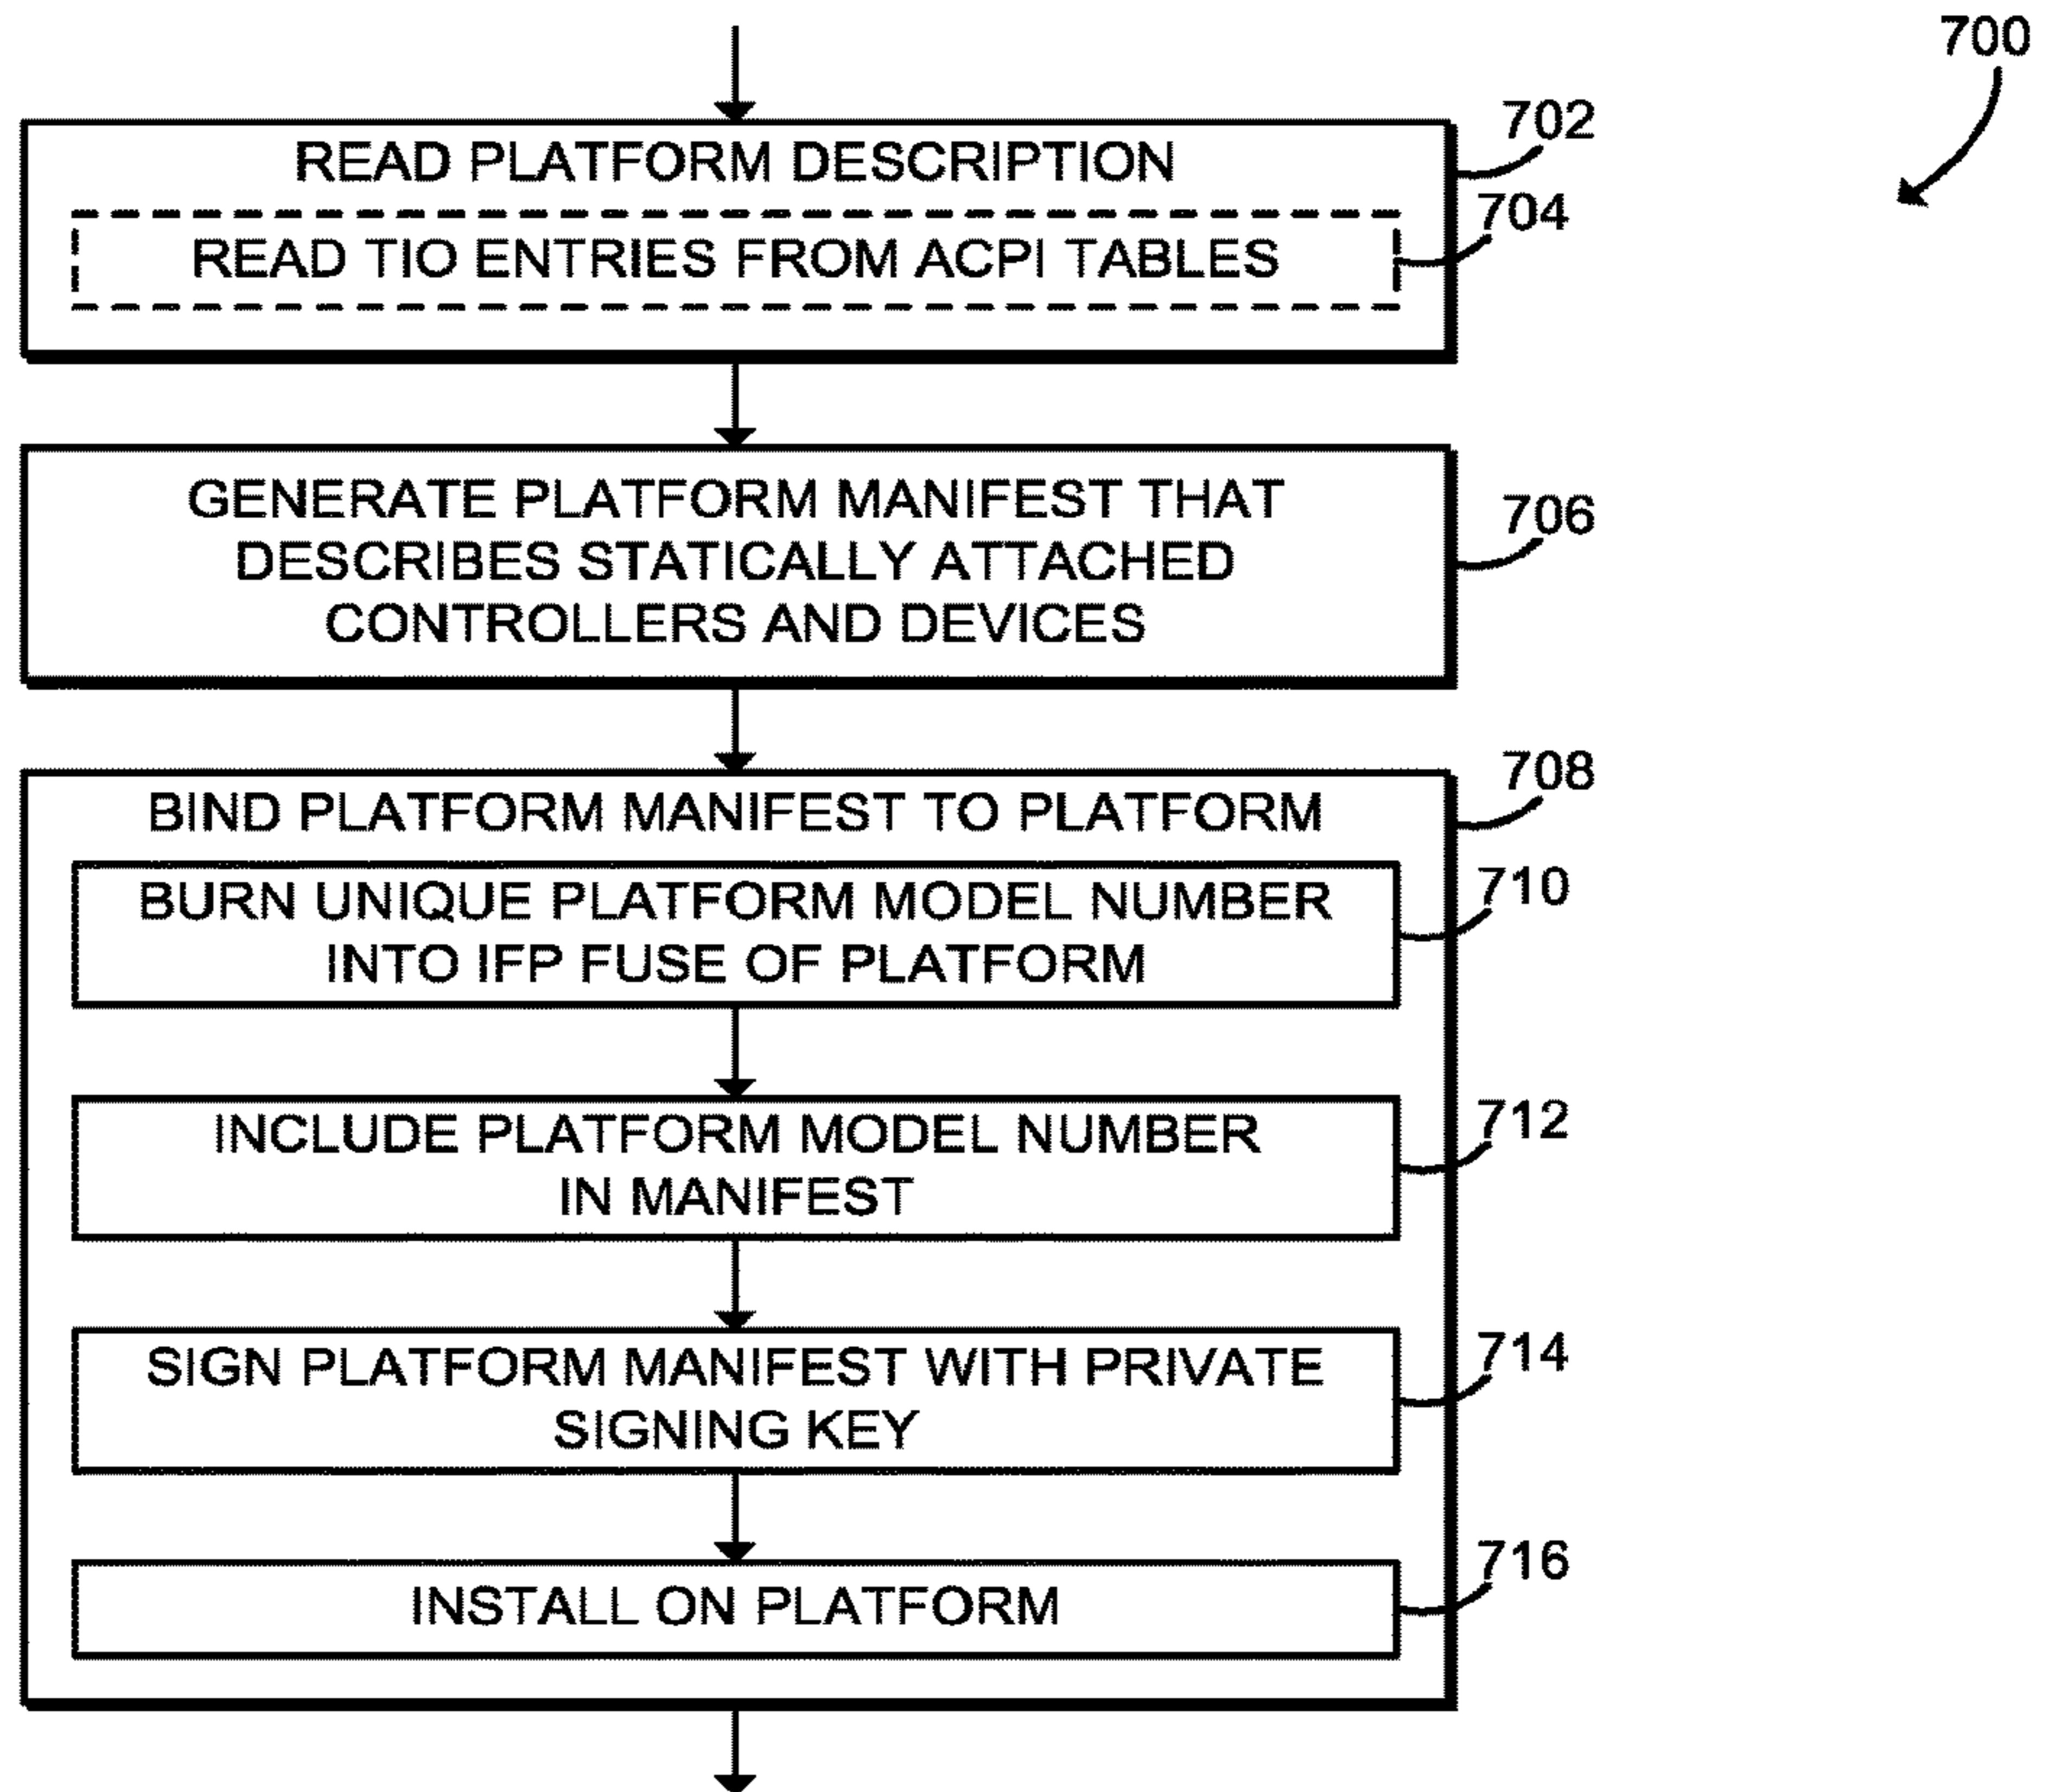 700
702
READ PLATFORM DESCRIPTION
704
READ TIO ENTRIES FROM ACPI TABLES
GENERATE PLATFORM MANIFEST THAT
706
DESCRIBES STATICALLY ATTACHED
CONTROLLERS AND DEVICES
708
BIND PLATFORM MANIFEST TO PLATFORM
710
BURN UNIQUE PLATFORM MODEL NUMBER
INTO IFP FUSE OF PLATFORM
712
INCLUDE PLATFORM MODEL NUMBER
IN MANIFEST
714
SIGN PLATFORM MANIFEST WITH PRIVATE
SIGNING KEY
716
INSTALL ON PLATFORM